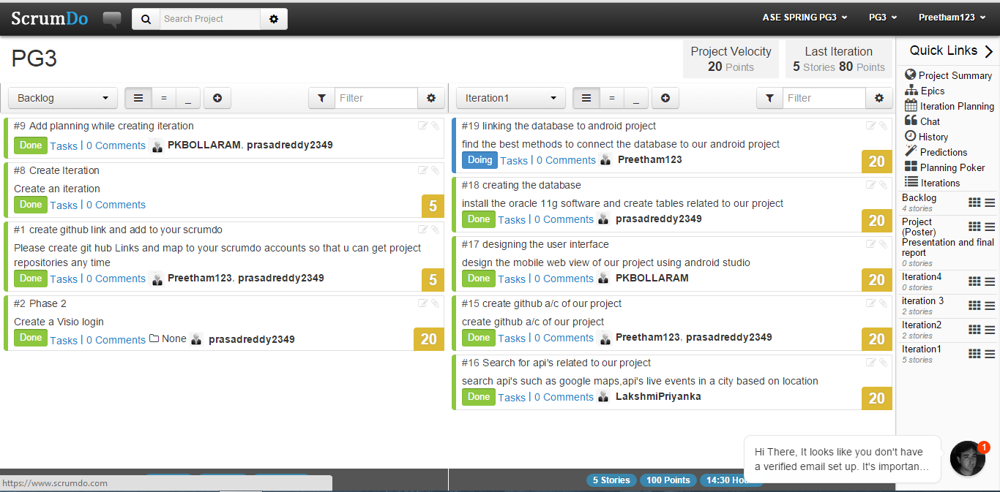 ScrumDo
Search Project
ASE SPRING PG3
PG3
Preetham123
PG3
Project Velocity
20 Points
Last Iteration
5 Stories 80 Points
Quick Links
Backlog
=
_
Filter
Iteration1
=
_
Filter
#9 Add planning while creating iteration
Done Tasks | 0 Comments PKBOLLARAM, prasadreddy2349
#8 Create Iteration
Create an iteration
Done Tasks | 0 Comments
5
#1 create github link and add to your scrumdo
Please create git hub Links and map to your scrumdo accounts so that u can get project
repositories any time
Done Tasks | 0 Comments Preetham123, prasadreddy2349
5
#2 Phase 2
Create a Visio login
Done Tasks | 0 Comments None prasadreddy2349
20
#19 linking the database to android project
find the best methods to connect the database to our android project
Doing Tasks | 0 Comments Preetham123
20
#18 creating the database
install the oracle 11g software and create tables related to our project
Done Tasks | 0 Comments prasadreddy2349
20
#17 designing the user interface
design the mobile web view of our project using android studio
Done Tasks | 0 Comments PKBOLLARAM
20
#15 create github a/c of our project
create github a/c of our project
Done Tasks | 0 Comments Preetham123, prasadreddy2349
20
#16 Search for api's related to our project
search api's such as google maps,api's live events in a city based on location
Done Tasks | 0 Comments LakshmiPriyanka
20
Project Summary
Epics
Iteration Planning
Chat
History
Predictions
Planning Poker
Iterations
Backlog
4 stories
Project
(Poster)
Presentation and final
report
0 stories
Iteration4
0 stories
iteration 3
2 stories
Iteration2
2 stories
Iteration1
5 stories
Hi There, It looks like you don't have
a verified email set up. It's importan...
1
https://www.scrumdo.com
5 Stories
100 Points
14:30